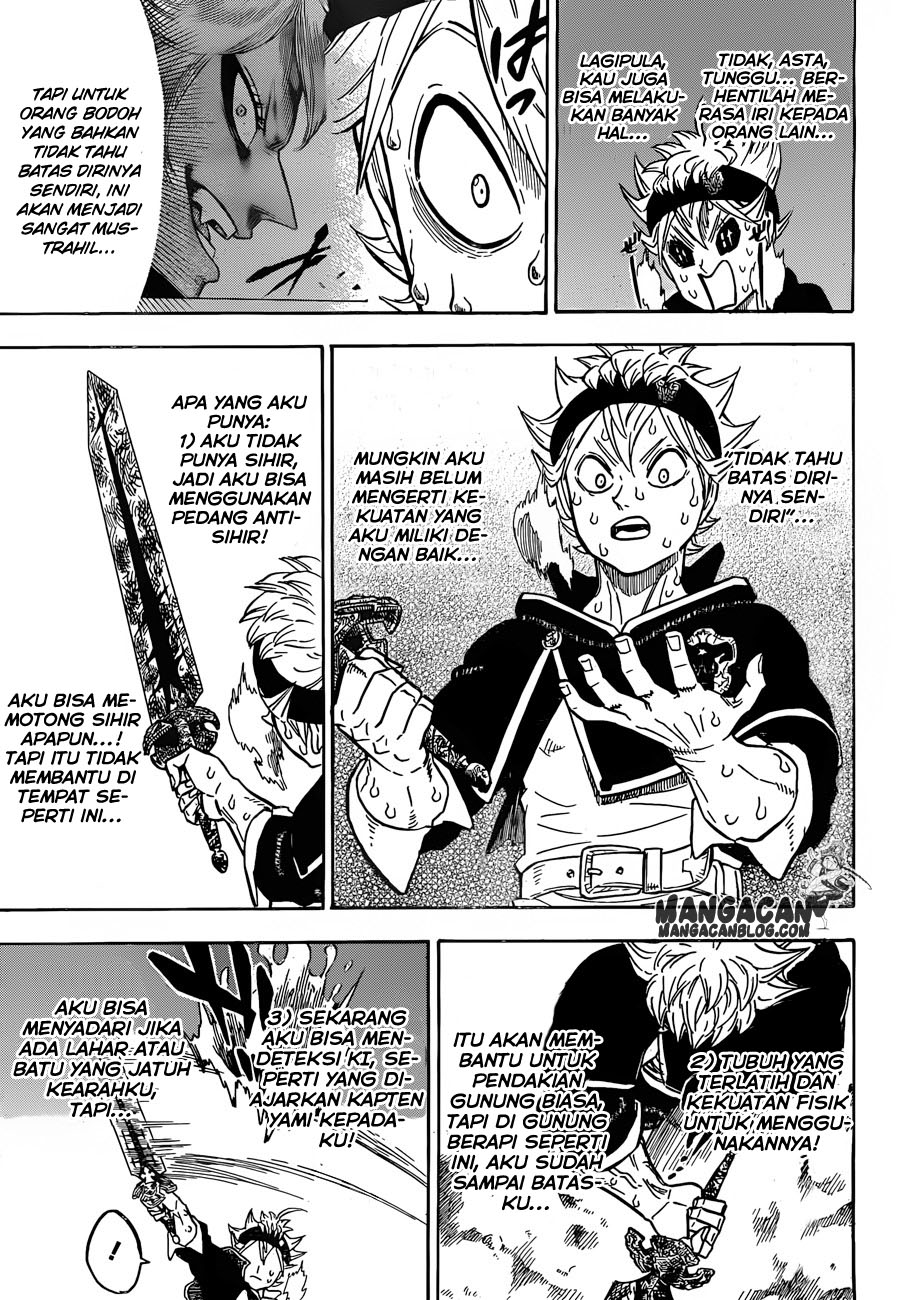 TIDAK, ASTA,
TUNGGU... BER-
HENTILAH ME-
RASA IRI KEPADA
ORANG LAIN...
LAGIPULA,
KAU JUGA
BISA MELAKU-
KAN BANYAK
HAL...
TAPI UNTUK
ORANG BODOH
YANG BAHKAN
TIDAK TAHU
BATAS DIRINYA
SENDIRI, INI
AKAN MENJADI
SANGAT MUS-
TRAHIL...
"TIDAK TAHU
BATAS DIRI-
NYA SEN-
DIRI"...
MUNGKIN AKU
MASIH BELUM
MENGERTI KE-
KUATAN YANG
AKU MILIKI DE-
NGAN BAIK...
APA YANG AKU
PUNYA:
1) AKU TIDAK
PUNYA SIHIR,
JADI AKU BISA
MENGGUNAKAN
PEDANG ANTI-
SIHIR!
AKU BISA ME-
MOTONG SIHIR
APAPUN...!
TAPI ITU TIDAK
MEMBANTU DI
TEMPAT SE-
PERTI INI...
MANGACAN
MANGACANBLOG.COM
2) TUBUH YANG
TERLATIH DAN
KEKUATAN FISIK
UNTUK MENGGU-
NAKANNYA!
ITU AKAN MEM-
BANTU UNTUK
PENDAKIAN
GUNUNG BIASA,
TAPI DI GUNUNG
BERAPI SEPERTI
INI, AKU SUDAH
SAMPAI BATAS-
KU...
3) SEKARANG
AKU BISA MEN-
DETEKSI KI, SE-
PERTI YANG DI-
AJARKAN KAPTEN
YAMI KEPADA-
KU!
AKU BISA
MENYADARI JIKA
ADA LAHAR ATAU
BATU YANG JATUH
KEARAHKU,
TAPI...
!